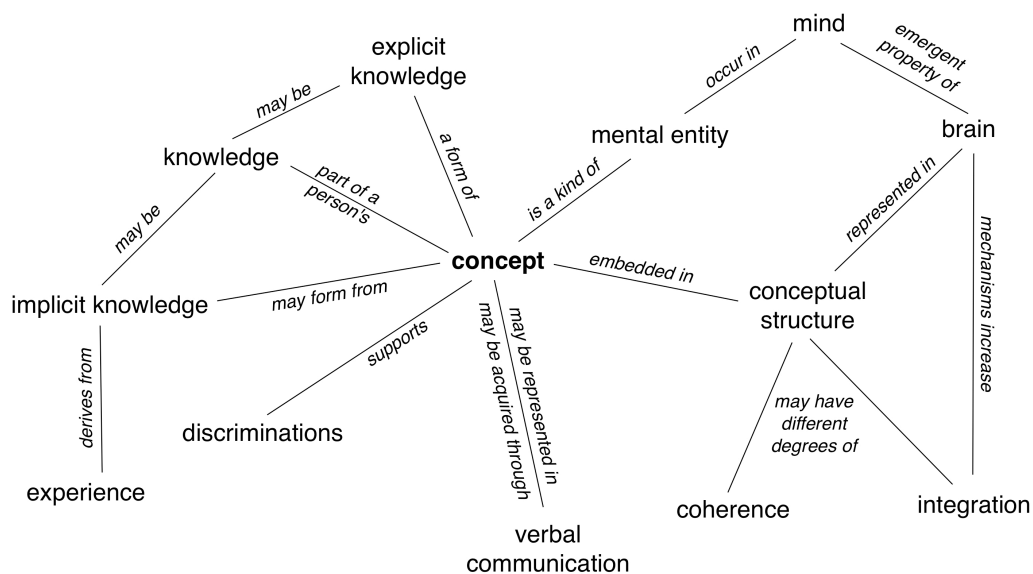 mind
emergent
property of
occur in
explicit
knowledge
may be
a form of
mental entity
brain
knowledge
part of a
person's
is a kind of
represented in
may be
concept
embedded in
mechanisms increase
implicit knowledge
may form from
conceptual
structure
supports
may be represented in
may be acquired through
derives from
may have
different
degrees of
discriminations
experience
coherence
integration
verbal
communication